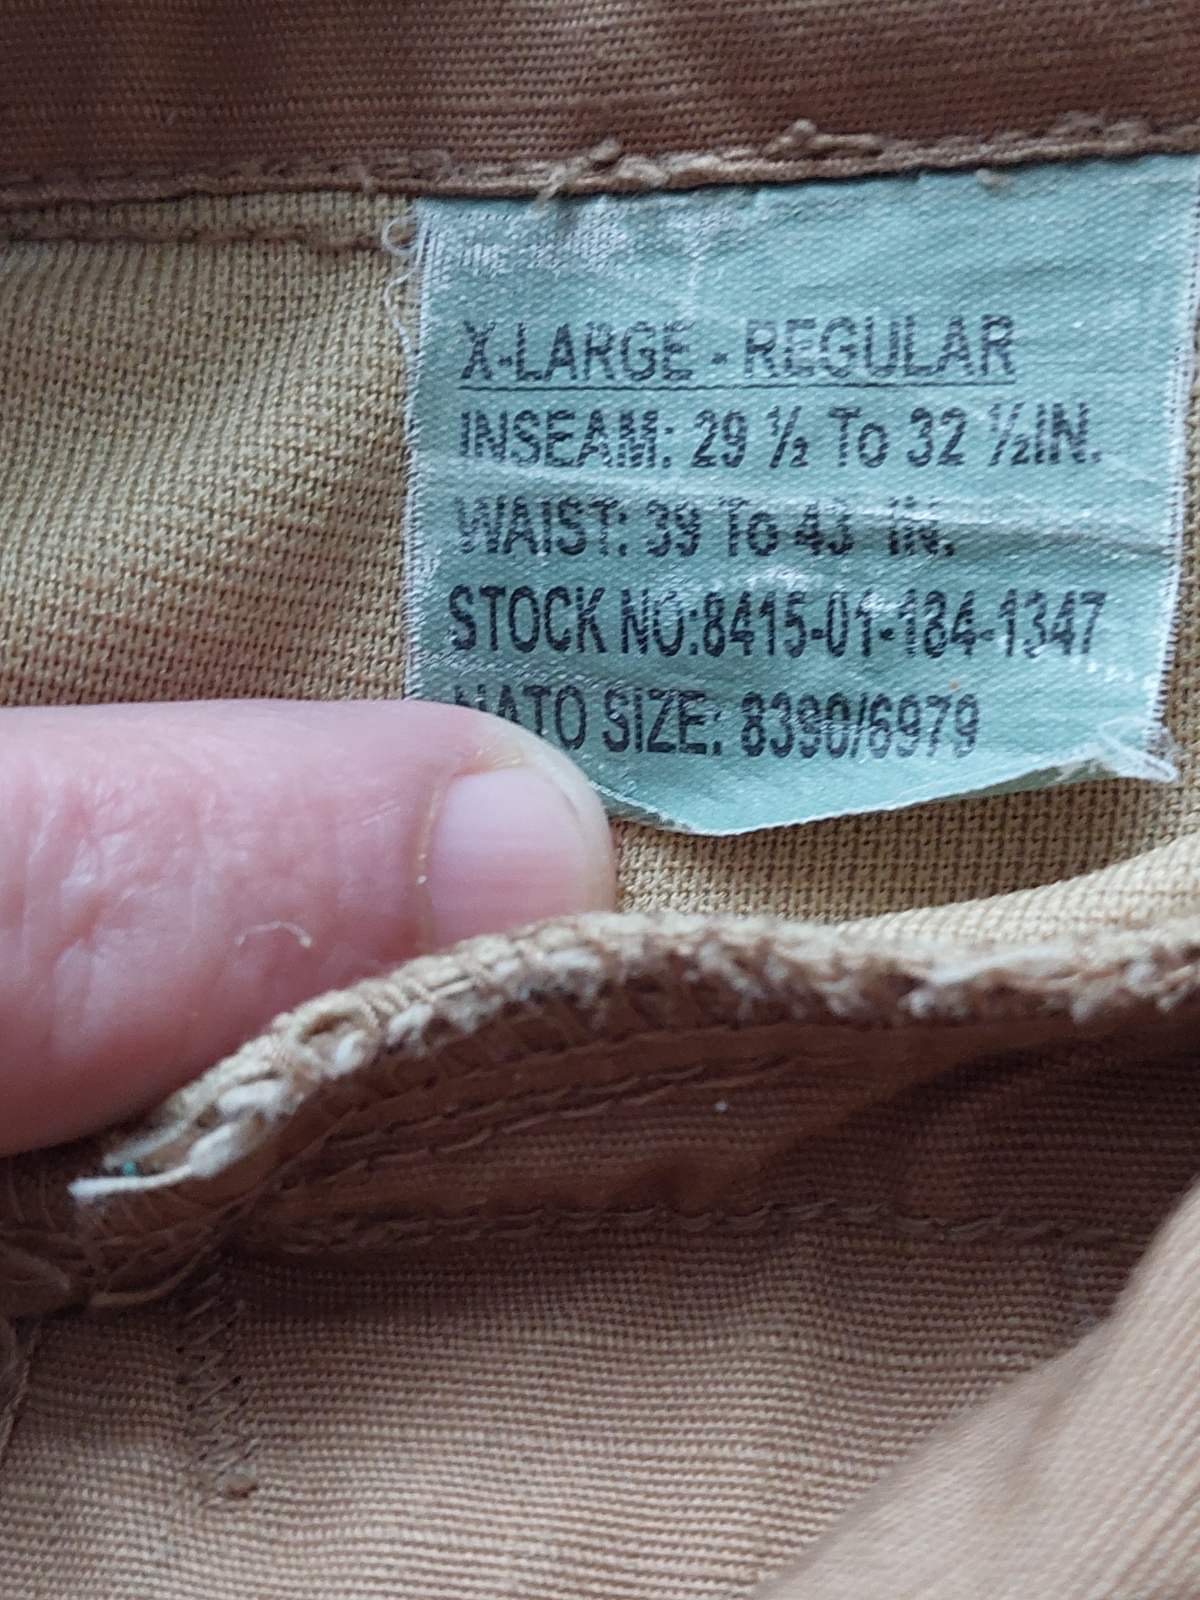 X-LARGE - REGULAR
INSEAM: 29 ½ To 32 ½IN.
WAIST: 39 To 43 IN.
STOCK NO:8415-01-184-1347
NATO SIZE: 8390/6979